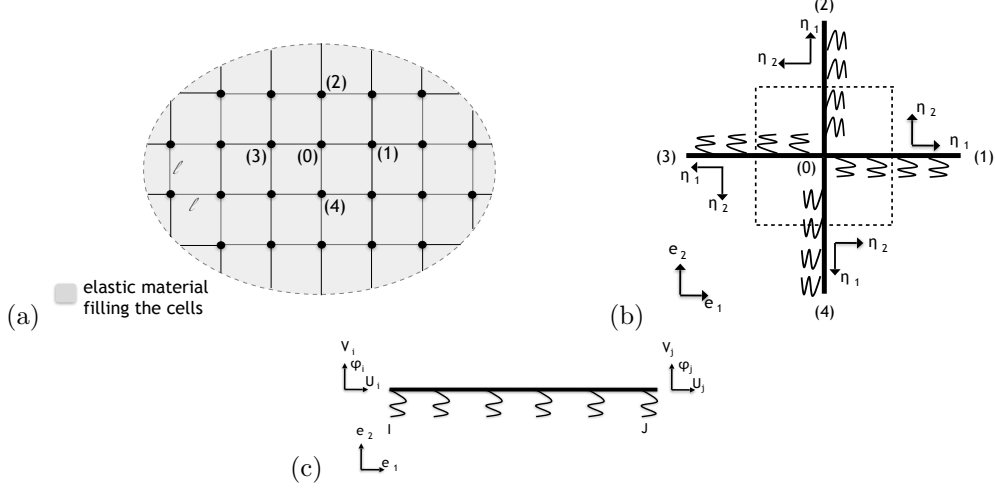 (2)
(3)
(0)
(1)
ℓ
ℓ
(4)
elastic material
filling the cells
(a)
(2)
η 1
η 2
η 2
η 1
(3)
(0)
(1)
η 1
η 2
η 2
η 1
e 2
e 1
(4)
(b)
V i
φ i
U i
V j
φ j
U j
I
J
e 2
e 1
(c)